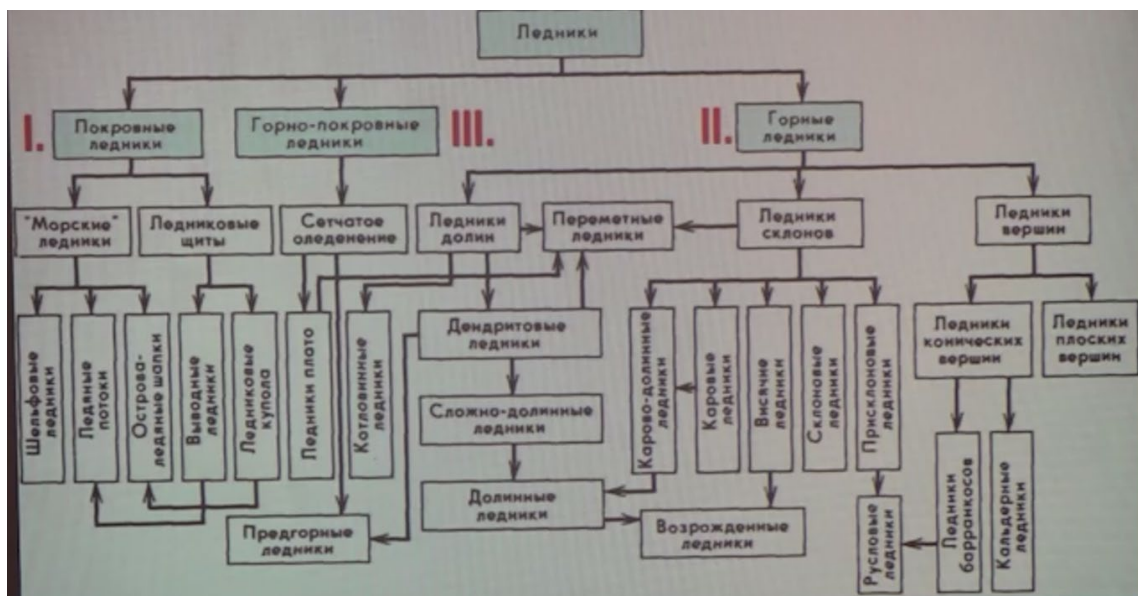 Ледники
I.
Покровные
ледники
Горно-покровные
ледники
III.
II.
Горные
ледники
"Морские"
ледники
Ледниковые
щиты
Сетчатое
оледенение
Ледники
долин
Переметные
ледники
Ледники
склонов
Ледники
вершин
Шельфовые
ледники
Ледяные
потоки
Острова-
ледяные шапки
Выводные
ледники
Ледниковые
купола
Ледники плато
Котловинные
ледники
Дендритовые
ледники
Сложно-долинные
ледники
Долинные
ледники
Карово-долинные
ледники
Каровые
ледники
Висячие
ледники
Склоновые
ледники
Присклоновые
ледники
Ледники
конических
вершин
Ледники
плоских
вершин
Предгорные
ледники
Возрожденные
ледники
Русловые
ледники
Ледники
барранкосов
Кальдерные
ледники